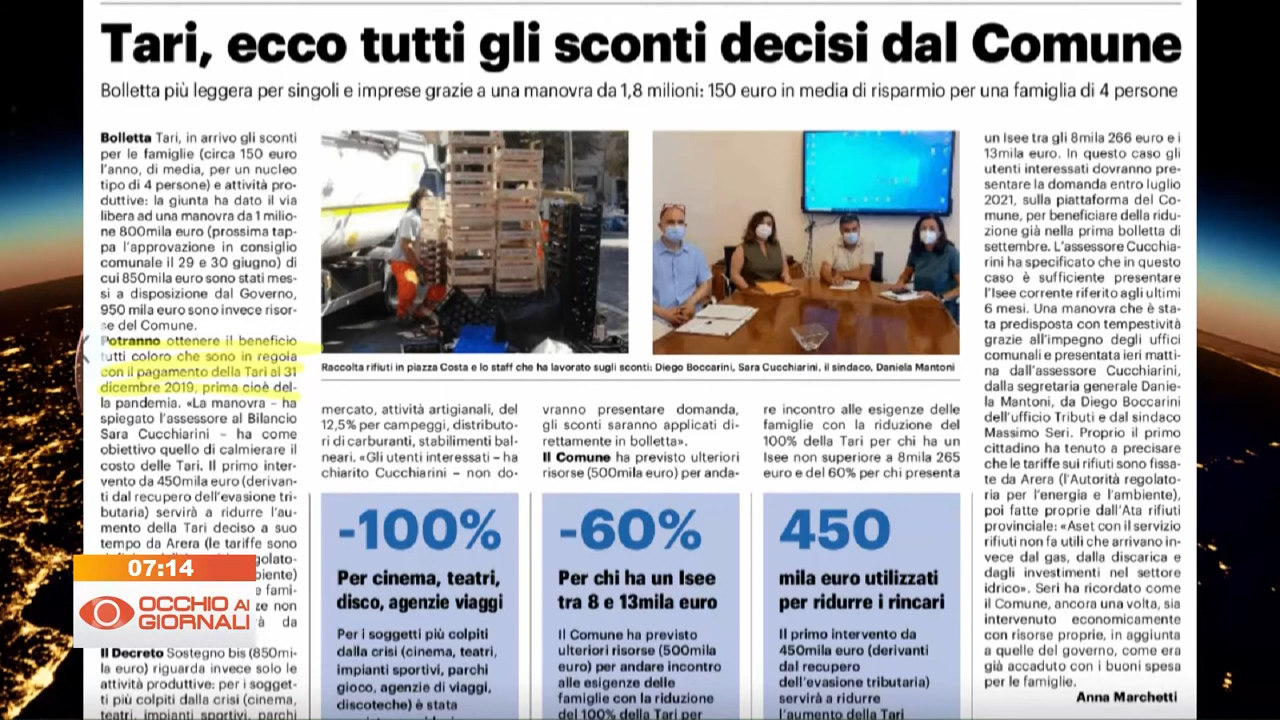 Tari, ecco tutti gli sconti decisi dal Comune
Bolletta più leggera per singoli e imprese grazie a una manovra da 1,8 milioni: 150 euro in media di risparmio per una famiglia di 4 persone
Bolletta Tari, in arrivo gli sconti
per le famiglie (circa 150 euro
l'anno, di media, per un nucleo
tipo di 4 persone) e attività pro-
duttive: la giunta ha dato il via
libera ad una manovra da 1 milio-
ne 800mila euro (prossima tap-
pa l'approvazione in consiglio
comunale il 29 e 30 giugno) di
cui 850mila euro sono stati mes-
si a disposizione dal Governo,
950 mila euro sono invece risor-
se del Comune.
Potranno ottenere il beneficio
tutti coloro che sono in regola
con il pagamento della Tari al 31
dicembre 2019, prima cioè del-
la pandemia. «La manovra – ha
spiegato l'assessore al Bilancio
Sara Cucchiarini – ha come
obiettivo quello di calmierare il
costo delle Tari. Il primo inter-
vento da 450mila euro (derivan-
ti dal recupero dell'evasione tri-
butaria) servirà a ridurre l'au-
mento della Tari deciso a suo
tempo da Arera (le tariffe sono
golato-
biente)
e fami-
ze non
rà da
Il Decreto Sostegno bis (850mi-
la euro) riguarda invece solo le
attività produttive: per i sogget-
ti più colpiti dalla crisi (cinema,
teatri, impianti sportivi, parchi
Raccolta rifiuti in piazza Costa e lo staff che ha lavorato sugli sconti: Diego Boccarini, Sara Cucchiarini, il sindaco, Daniela Mantoni
mercato, attività artigianali, del
12,5% per campeggi, distributo-
ri di carburanti, stabilimenti bal-
neari. «Gli utenti interessati – ha
chiarito Cucchiarini – non do-
vranno presentare domanda,
gli sconti saranno applicati di-
rettamente in bolletta».
Il Comune ha previsto ulteriori
risorse (500mila euro) per anda-
re incontro alle esigenze delle
famiglie con la riduzione del
100% della Tari per chi ha un
Isee non superiore a 8mila 265
euro e del 60% per chi presenta
un Isee tra gli 8mila 266 euro e i
13mila euro. In questo caso gli
utenti interessati dovranno pre-
sentare la domanda entro luglio
2021, sulla piattaforma del Co-
mune, per beneficiare della ridu-
zione già nella prima bolletta di
settembre. L'assessore Cucchia-
rini ha specificato che in questo
caso è sufficiente presentare
l'Isee corrente riferito agli ultimi
6 mesi. Una manovra che è sta-
ta predisposta con tempestività
grazie all'impegno degli uffici
comunali e presentata ieri matti-
na dall'assessore Cucchiarini,
dalla segretaria generale Danie-
la Mantoni, da Diego Boccarini
dell'ufficio Tributi e dal sindaco
Massimo Seri. Proprio il primo
cittadino ha tenuto a precisare
che le tariffe sui rifiuti sono fissa-
te da Arera (l'Autorità regolato-
ria per l'energia e l'ambiente),
poi fatte proprie dall'Ata rifiuti
provinciale: «Aset con il servizio
rifiuti non fa utili che arrivano in-
vece dal gas, dalla discarica e
dagli investimenti nel settore
idrico». Seri ha ricordato come
il Comune, ancora una volta, sia
intervenuto economicamente
con risorse proprie, in aggiunta
a quelle del governo, come era
già accaduto con i buoni spesa
per le famiglie.
Anna Marchetti
-100%
Per cinema, teatri,
disco, agenzie viaggi
Per i soggetti più colpiti
dalla crisi (cinema, teatri,
impianti sportivi, parchi
gioco, agenzie di viaggi,
discoteche) è stata
-60%
Per chi ha un Isee
tra 8 e 13mila euro
Il Comune ha previsto
ulteriori risorse (500mila
euro) per andare incontro
alle esigenze delle
famiglie con la riduzione
del 100% della Tari per
450
mila euro utilizzati
per ridurre i rincari
Il primo intervento da
450mila euro (derivanti
dal recupero
dell'evasione tributaria)
servirà a ridurre
l'aumento della Tari
07:14
OCCHIO AI
GIORNALI